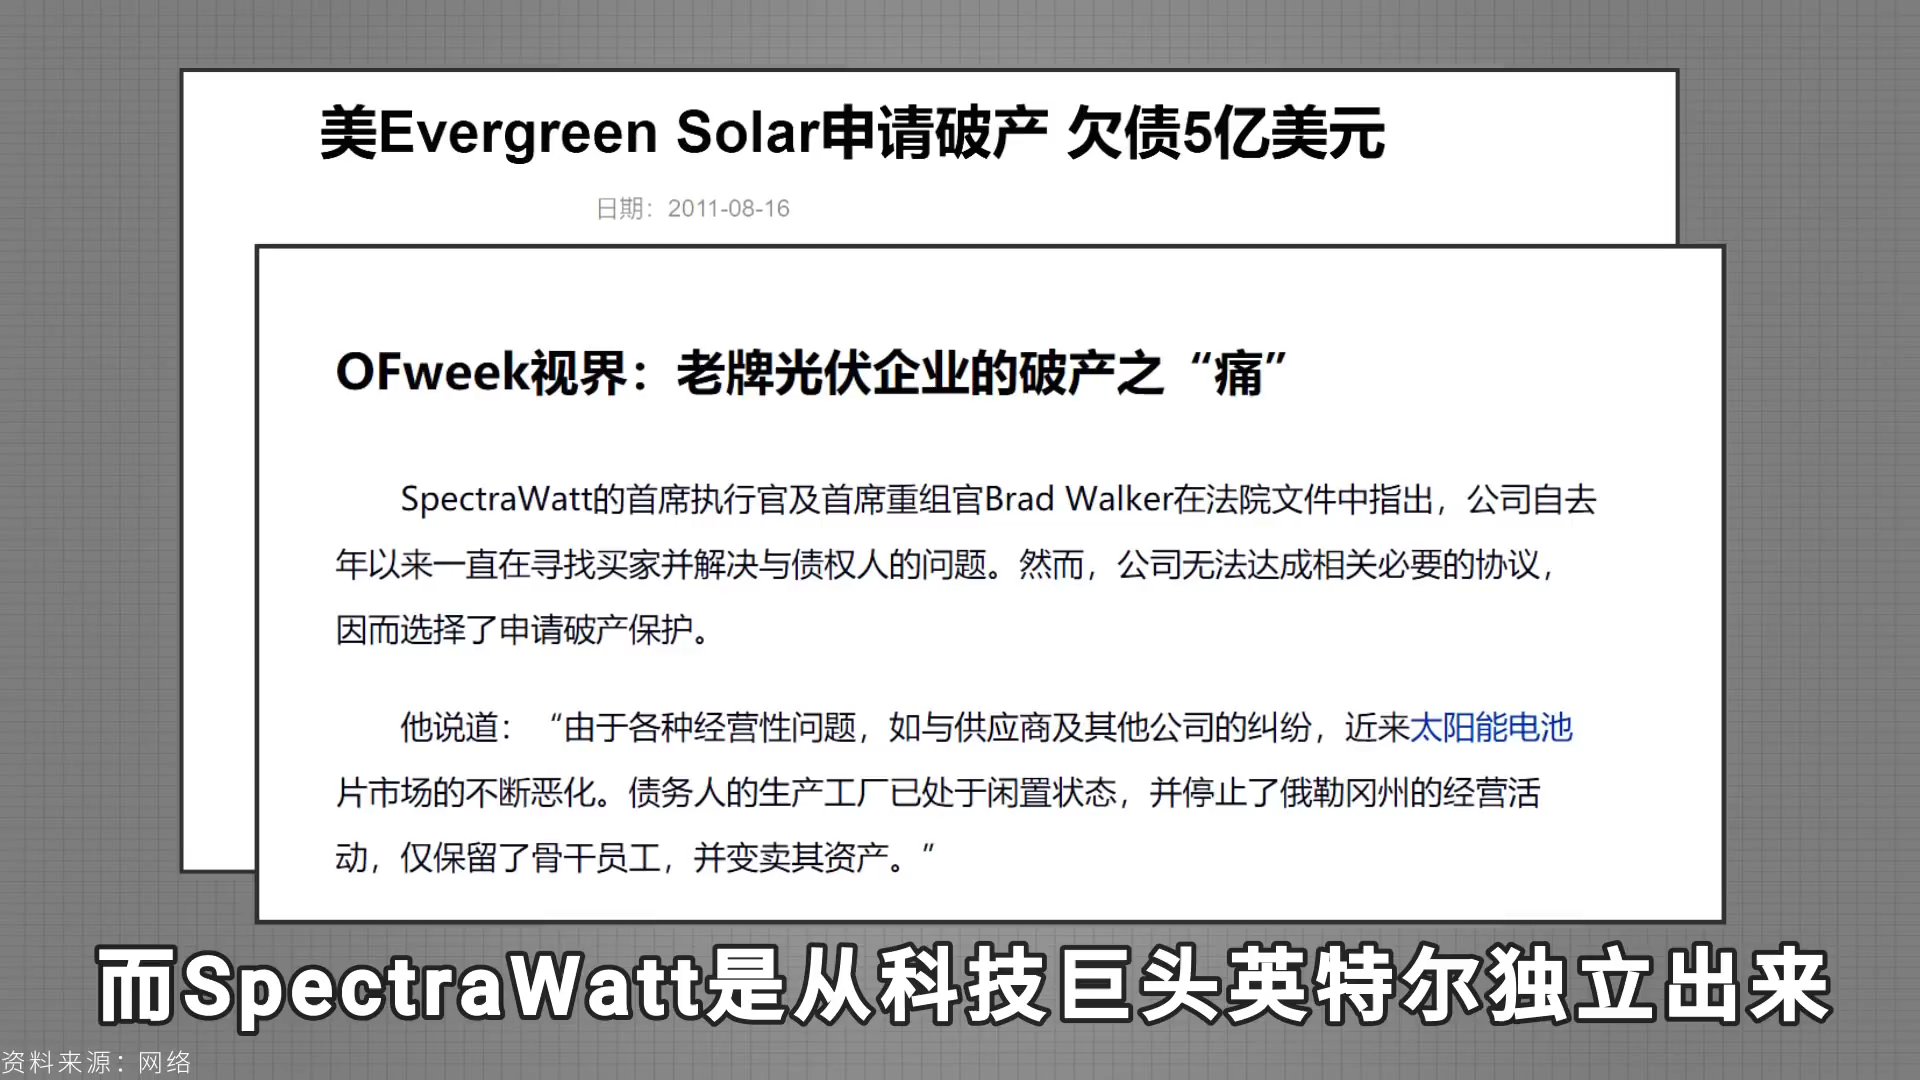 美Evergreen Solar申请破产 欠债5亿美元
日期：2011-08-16
OFweek视界：老牌光伏企业的破产之“痛”
SpectraWatt的首席执行官及首席重组官Brad Walker在法院文件中指出，公司自去
年以来一直在寻找买家并解决与债权人的问题。然而，公司无法达成相关必要的协议，
因而选择了申请破产保护。
他说道：“由于各种经营性问题，如与供应商及其他公司的纠纷，近来太阳能电池
片市场的不断恶化。债务人的生产工厂已处于闲置状态，并停止了俄勒冈州的经营活
动，仅保留了骨干员工，并变卖其资产。”
而SpectraWatt是从科技巨头英特尔独立出来
资料来源：网络